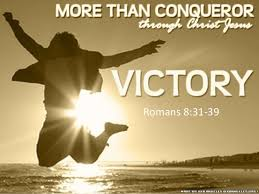 MORE THAN CONQUEROR
through Christ Jesus
VICTORY
Romans 8:31-39